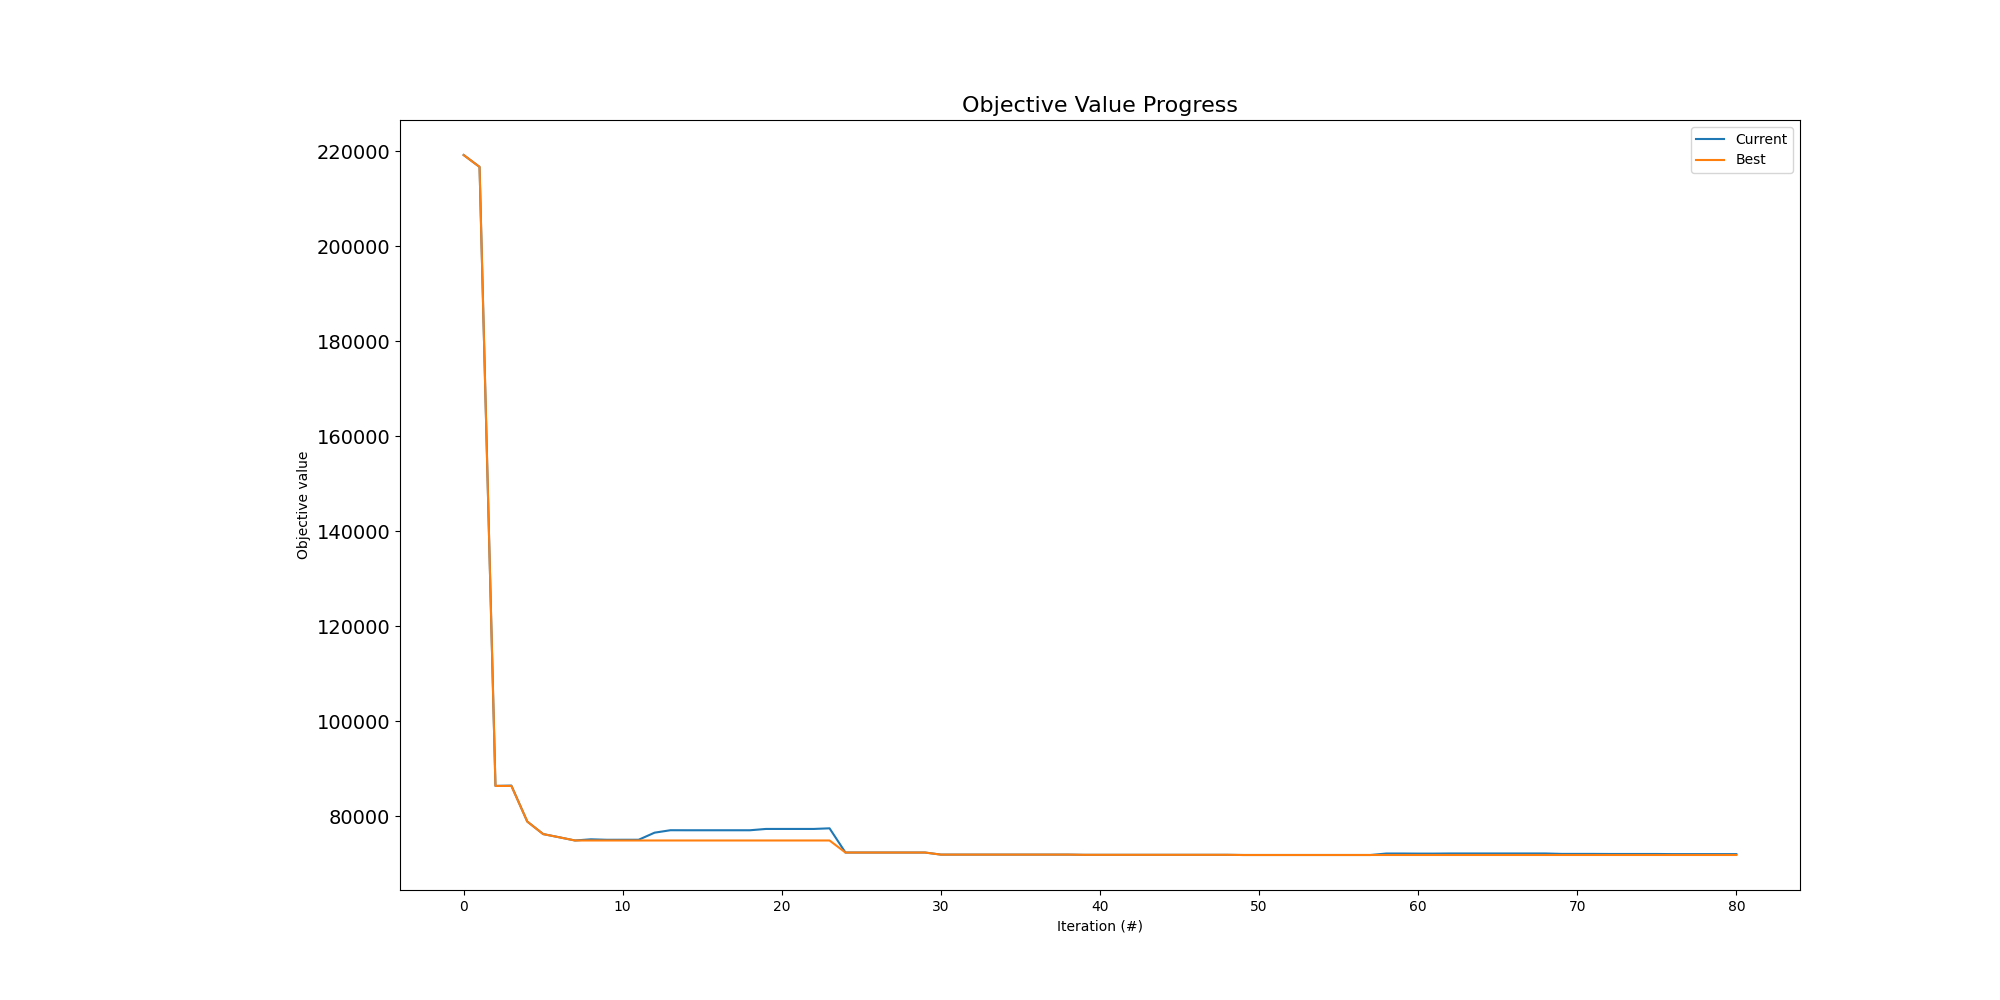 Objective Value Progress
Current
Best
220000
200000
180000
160000
140000
120000
100000
80000
Objective value
0 10 20 30 40 50 60 70 80
Iteration (#)